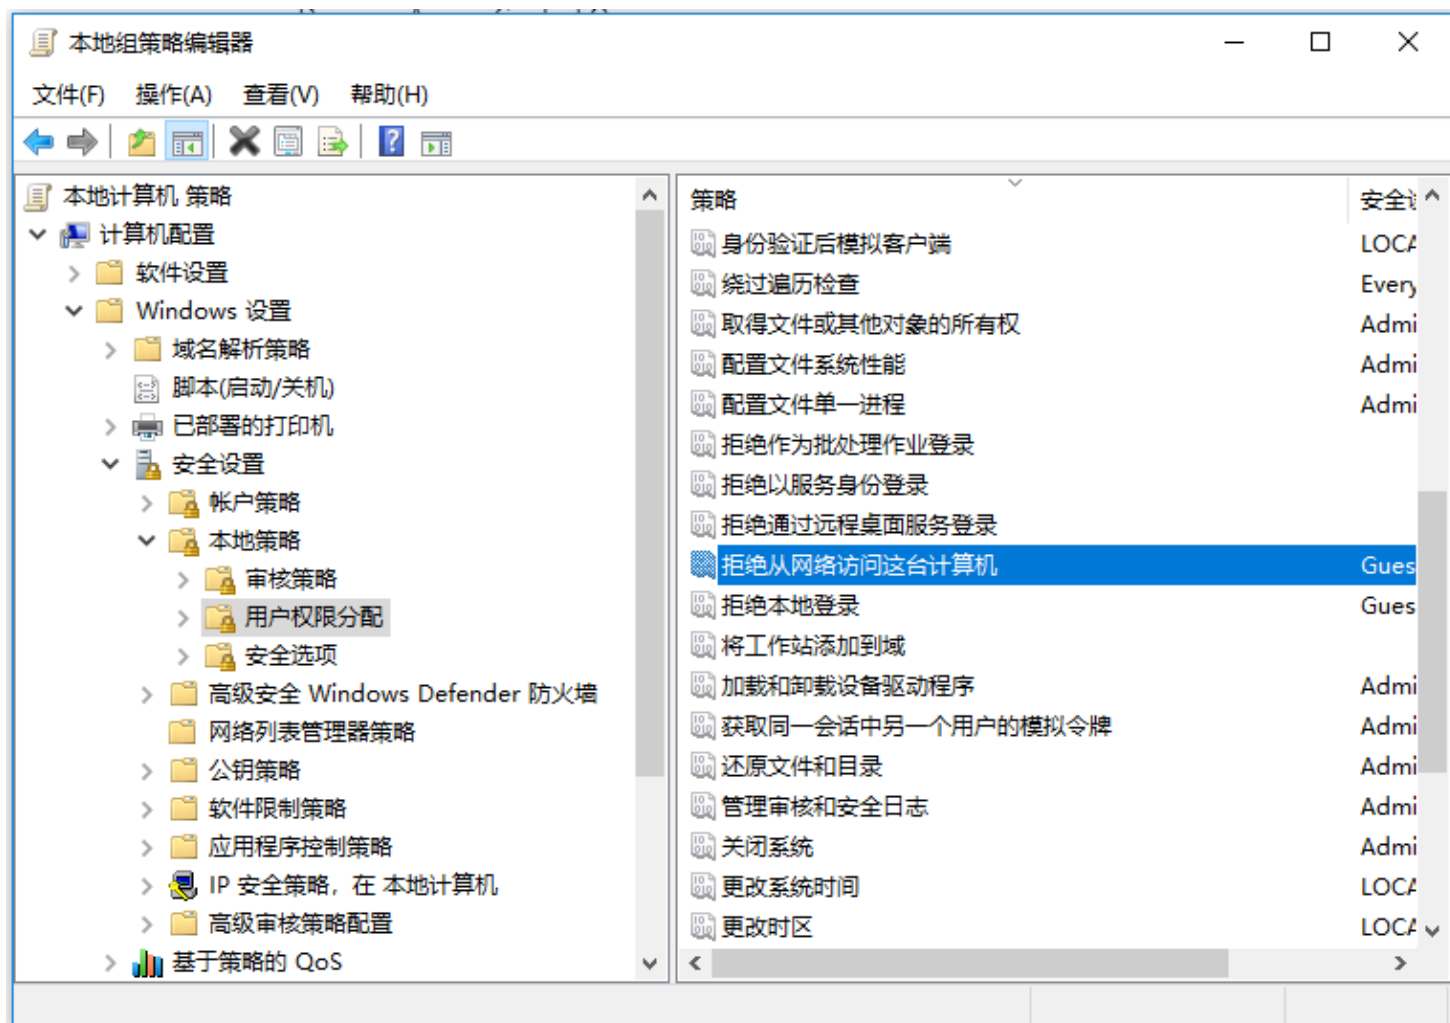 本地组策略编辑器
文件(F) 操作(A) 查看(V) 帮助(H)
本地计算机 策略
计算机配置
软件设置
Windows 设置
域名解析策略
脚本(启动/关机)
已部署的打印机
安全设置
帐户策略
本地策略
审核策略
用户权限分配
安全选项
高级安全 Windows Defender 防火墙
网络列表管理器策略
公钥策略
软件限制策略
应用程序控制策略
IP 安全策略，在 本地计算机
高级审核策略配置
基于策略的 QoS
策略 安全
身份验证后模拟客户端 LOCA
绕过遍历检查 Every
取得文件或其他对象的所有权 Admi
配置文件系统性能 Admi
配置文件单一进程 Admi
拒绝作为批处理作业登录
拒绝以服务身份登录
拒绝通过远程桌面服务登录
拒绝从网络访问这台计算机 Gues
拒绝本地登录 Gues
将工作站添加到域
加载和卸载设备驱动程序 Admi
获取同一会话中另一个用户的模拟令牌 Admi
还原文件和目录 Admi
管理审核和安全日志 Admi
关闭系统 Admi
更改系统时间 LOCA
更改时区 LOCA